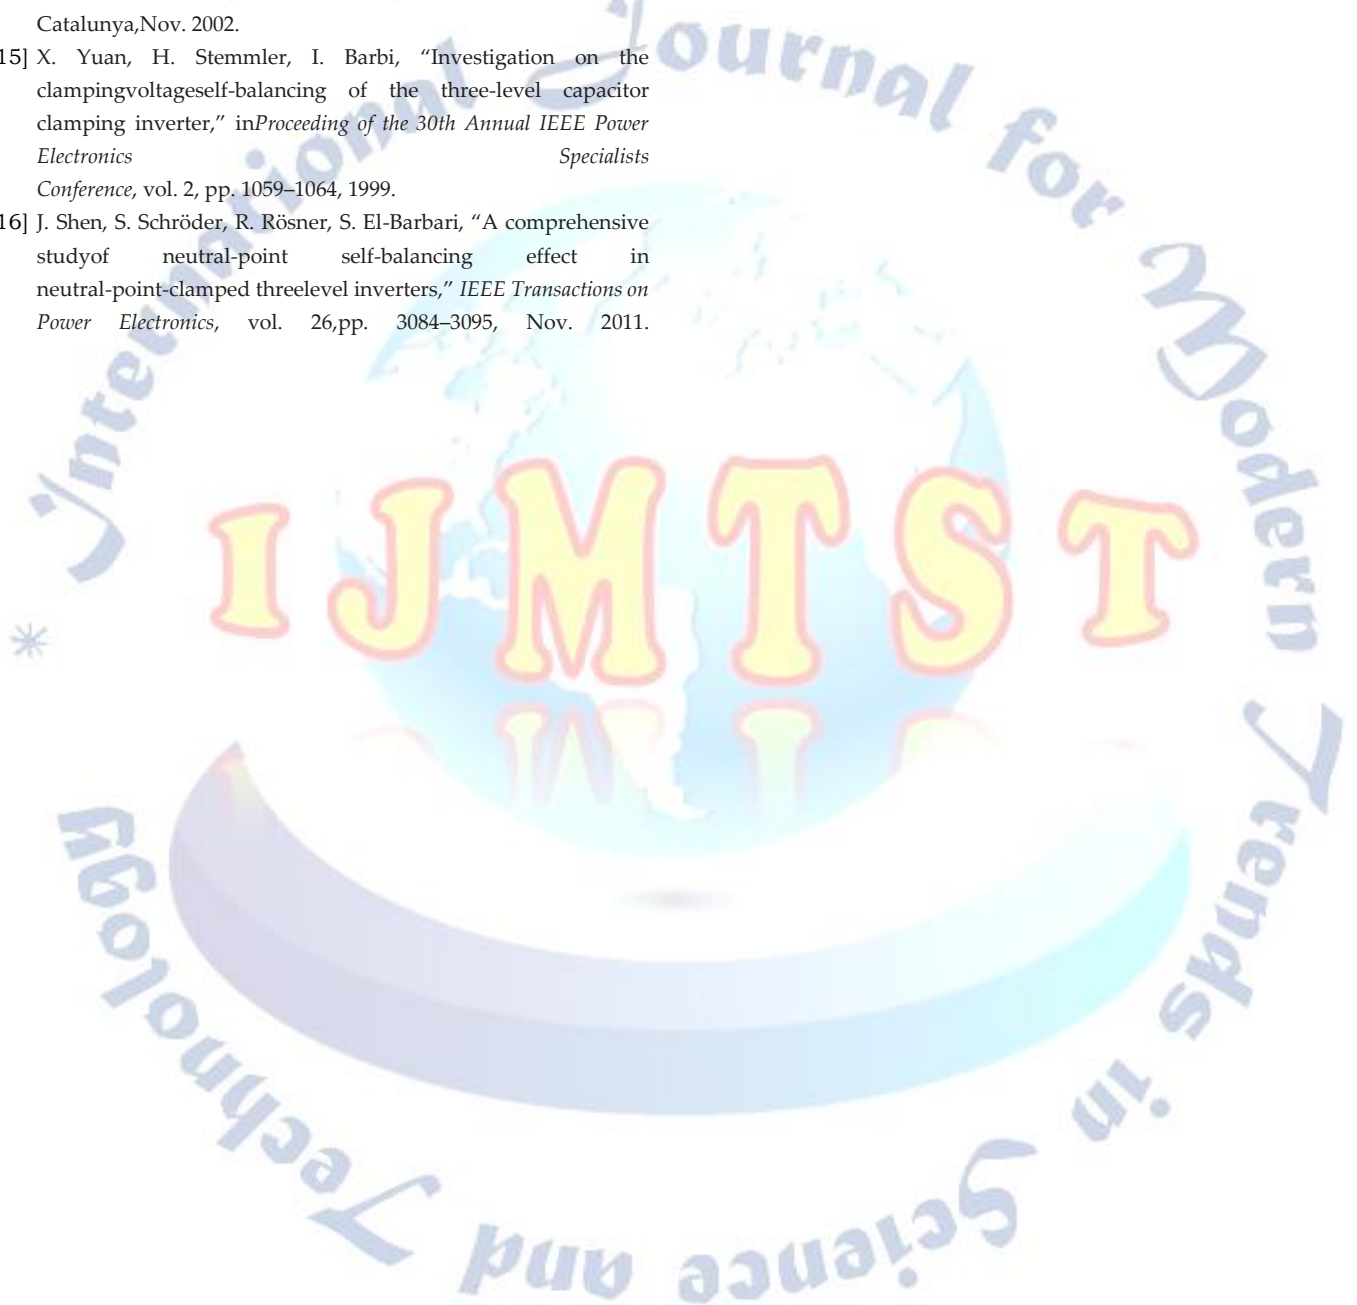 Catalunya,Nov. 2002.
15] X. Yuan, H. Stemmler, I. Barbi, “Investigation on the
clampingvoltageself-balancing of the three-level capacitor
clamping inverter,” inProceeding of the 30th Annual IEEE Power
Electronics Specialists
Conference, vol. 2, pp. 1059–1064, 1999.
16] J. Shen, S. Schröder, R. Rösner, S. El-Barbari, “A comprehensive
studyof neutral-point self-balancing effect in
neutral-point-clamped threelevel inverters,” IEEE Transactions on
Power Electronics, vol. 26,pp. 3084–3095, Nov. 2011.
International Journal for Modern Trends in Science and Technology
*
IJMTST